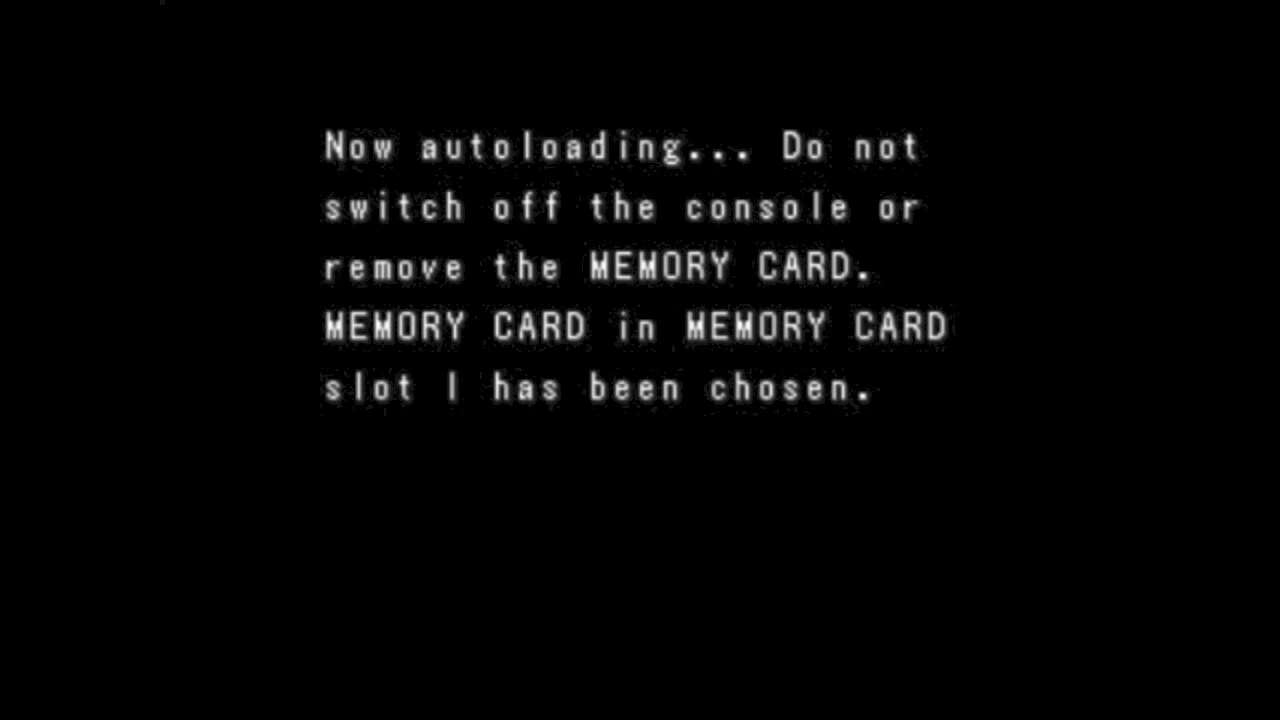 Now autoloading... Do not
switch off the console or
remove the MEMORY CARD.
MEMORY CARD in MEMORY CARD
slot 1 has been chosen.